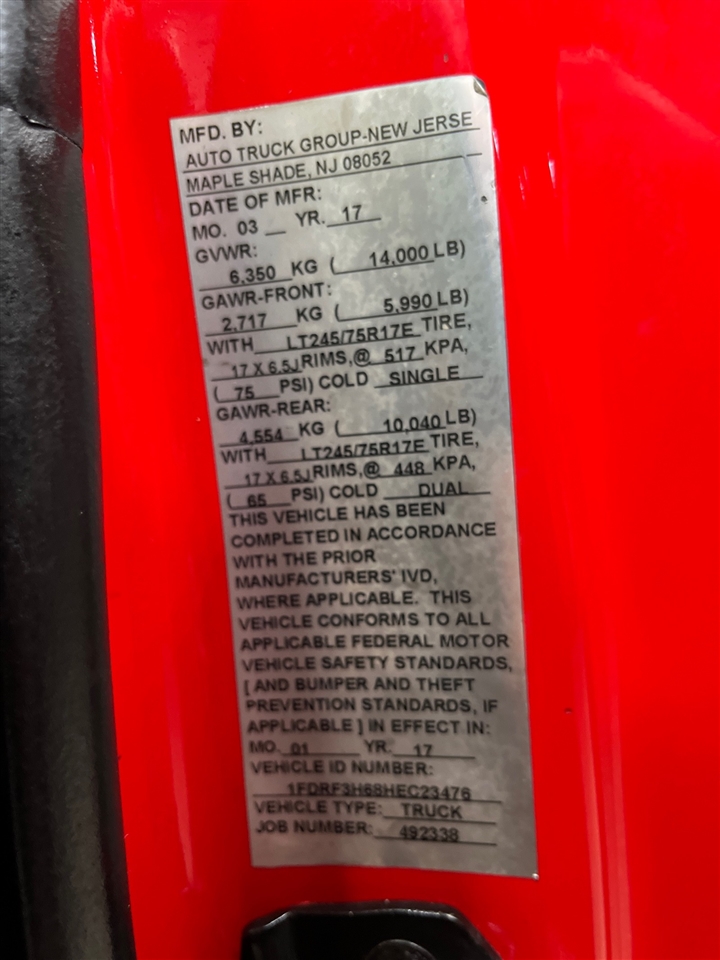 MFD. BY:
AUTO TRUCK GROUP-NEW JERSE
MAPLE SHADE, NJ 08052
DATE OF MFR:
MO. 03 YR. 17
GVWR:
6,350 KG ( 14,000 LB)
GAWR-FRONT:
2,717 KG ( 5,990 LB)
WITH LT245/75R17E TIRE,
17 X 6.5J RIMS,@ 517 KPA,
( 75 PSI) COLD SINGLE
GAWR-REAR:
4,554 KG ( 10,040 LB)
WITH LT245/75R17E TIRE,
17 X 6.5J RIMS,@ 448 KPA,
( 65 PSI) COLD DUAL
THIS VEHICLE HAS BEEN
COMPLETED IN ACCORDANCE
WITH THE PRIOR
MANUFACTURERS' IVD,
WHERE APPLICABLE. THIS
VEHICLE CONFORMS TO ALL
APPLICABLE FEDERAL MOTOR
VEHICLE SAFETY STANDARDS,
[ AND BUMPER AND THEFT
PREVENTION STANDARDS, IF
APPLICABLE ] IN EFFECT IN:
MO. 01 YR. 17
VEHICLE ID NUMBER:
1FDRF3H68HEC23476
VEHICLE TYPE: TRUCK
JOB NUMBER: 492338